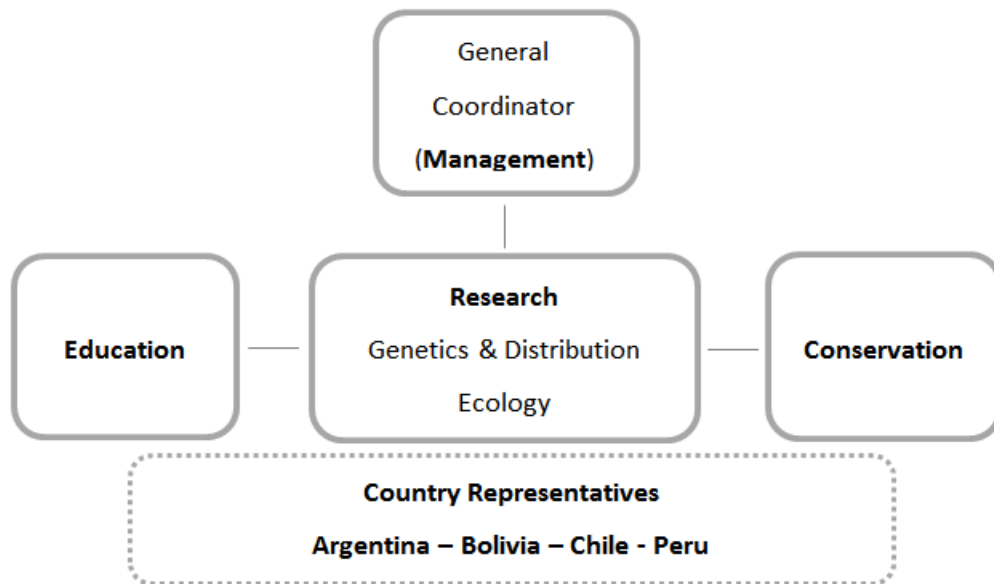 General
Coordinator
(Management)
Education
Research
Genetics & Distribution
Ecology
Conservation
Country Representatives
Argentina – Bolivia – Chile - Peru